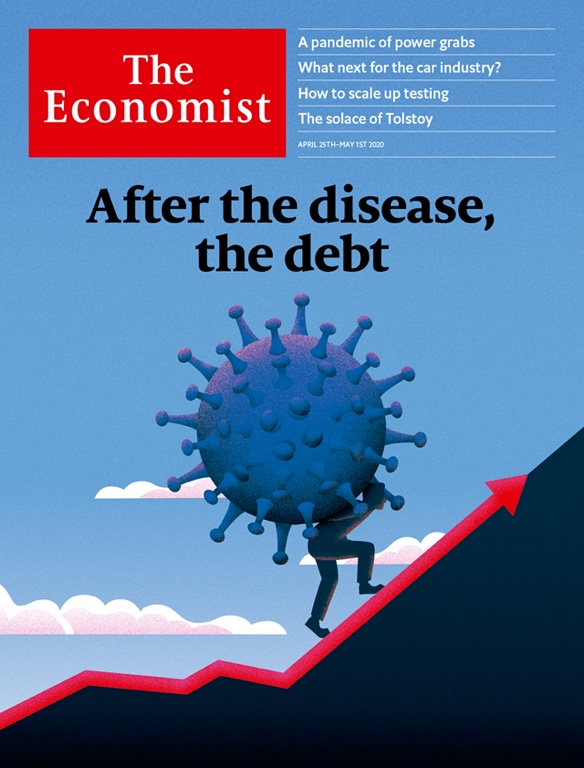 The
Economist
A pandemic of power grabs
What next for the car industry?
How to scale up testing
The solace of Tolstoy
APRIL 25TH–MAY 1ST 2020
After the disease,
the debt